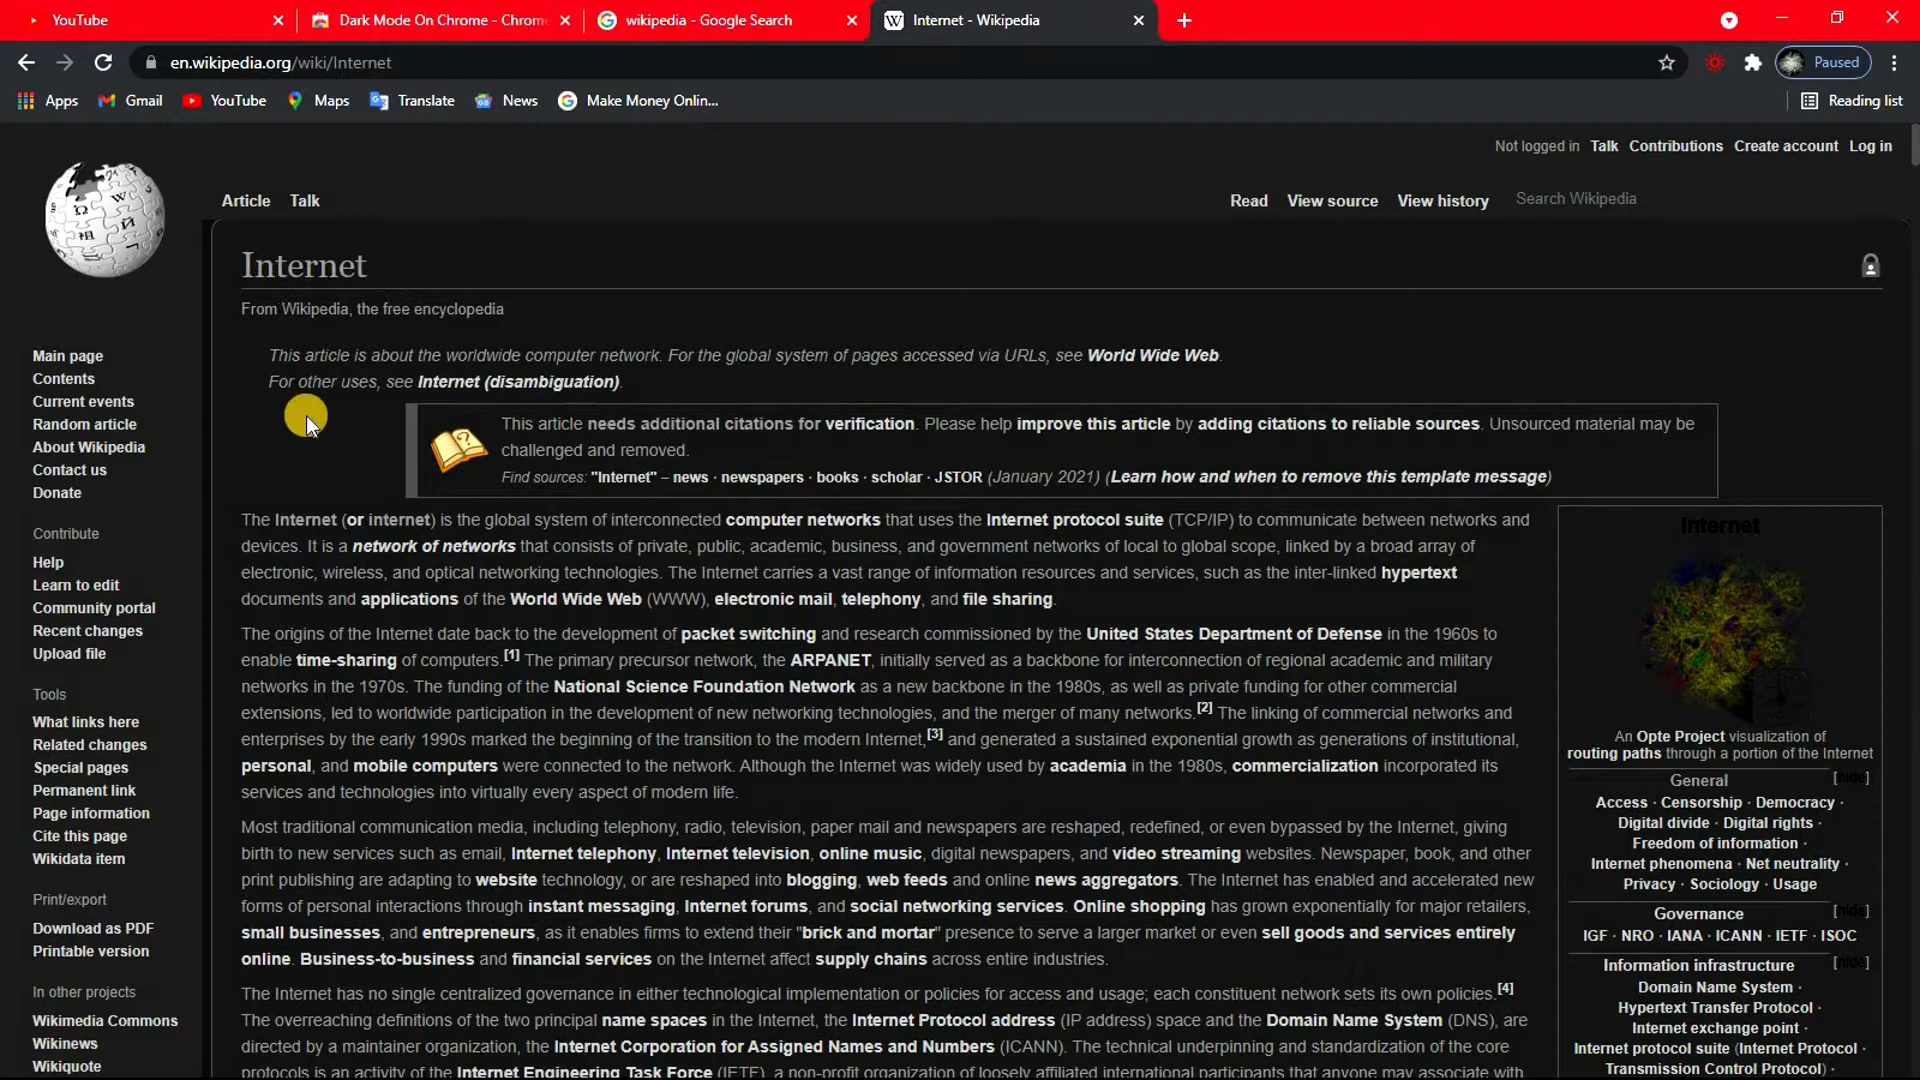 YouTube
Dark Mode On Chrome - Chrom
wikipedia - Google Search
Internet - Wikipedia
en.wikipedia.org/wiki/Internet
Paused
Apps
Gmail
YouTube
Maps
Translate
News
Make Money Onlin...
Reading list
Not logged in Talk Contributions Create account Log in
Article Talk
Read View source View history Search Wikipedia
Internet
From Wikipedia, the free encyclopedia
This article is about the worldwide computer network. For the global system of pages accessed via URLs, see World Wide Web.
For other uses, see Internet (disambiguation).
This article needs additional citations for verification. Please help improve this article by adding citations to reliable sources. Unsourced material may be
challenged and removed.
Find sources: "Internet" – news · newspapers · books · scholar · JSTOR (January 2021) (Learn how and when to remove this template message)
The Internet (or internet) is the global system of interconnected computer networks that uses the Internet protocol suite (TCP/IP) to communicate between networks and
devices. It is a network of networks that consists of private, public, academic, business, and government networks of local to global scope, linked by a broad array of
electronic, wireless, and optical networking technologies. The Internet carries a vast range of information resources and services, such as the inter-linked hypertext
documents and applications of the World Wide Web (WWW), electronic mail, telephony, and file sharing.
The origins of the Internet date back to the development of packet switching and research commissioned by the United States Department of Defense in the 1960s to
enable time-sharing of computers.[1] The primary precursor network, the ARPANET, initially served as a backbone for interconnection of regional academic and military
networks in the 1970s. The funding of the National Science Foundation Network as a new backbone in the 1980s, as well as private funding for other commercial
extensions, led to worldwide participation in the development of new networking technologies, and the merger of many networks.[2] The linking of commercial networks and
enterprises by the early 1990s marked the beginning of the transition to the modern Internet,[3] and generated a sustained exponential growth as generations of institutional,
personal, and mobile computers were connected to the network. Although the Internet was widely used by academia in the 1980s, commercialization incorporated its
services and technologies into virtually every aspect of modern life.
Most traditional communication media, including telephony, radio, television, paper mail and newspapers are reshaped, redefined, or even bypassed by the Internet, giving
birth to new services such as email, Internet telephony, Internet television, online music, digital newspapers, and video streaming websites. Newspaper, book, and other
print publishing are adapting to website technology, or are reshaped into blogging, web feeds and online news aggregators. The Internet has enabled and accelerated new
forms of personal interactions through instant messaging, Internet forums, and social networking services. Online shopping has grown exponentially for major retailers,
small businesses, and entrepreneurs, as it enables firms to extend their "brick and mortar" presence to serve a larger market or even sell goods and services entirely
online. Business-to-business and financial services on the Internet affect supply chains across entire industries.
The Internet has no single centralized governance in either technological implementation or policies for access and usage; each constituent network sets its own policies.[4]
The overreaching definitions of the two principal name spaces in the Internet, the Internet Protocol address (IP address) space and the Domain Name System (DNS), are
directed by a maintainer organization, the Internet Corporation for Assigned Names and Numbers (ICANN). The technical underpinning and standardization of the core
protocols is an activity of the Internet Engineering Task Force (IETF), a non-profit organization of loosely affiliated international participants that anyone may associate with
Main page
Contents
Current events
Random article
About Wikipedia
Contact us
Donate
Contribute
Help
Learn to edit
Community portal
Recent changes
Upload file
Tools
What links here
Related changes
Special pages
Permanent link
Page information
Cite this page
Wikidata item
Print/export
Download as PDF
Printable version
In other projects
Wikimedia Commons
Wikinews
Wikiquote
Internet
An Opte Project visualization of
routing paths through a portion of the Internet
General [hide]
Access · Censorship · Democracy ·
Digital divide · Digital rights ·
Freedom of information ·
Internet phenomena · Net neutrality ·
Privacy · Sociology · Usage
Governance [hide]
IGF · NRO · IANA · ICANN · IETF · ISOC
Information infrastructure [hide]
Domain Name System ·
Hypertext Transfer Protocol ·
Internet exchange point ·
Internet protocol suite (Internet Protocol ·
Transmission Control Protocol) ·